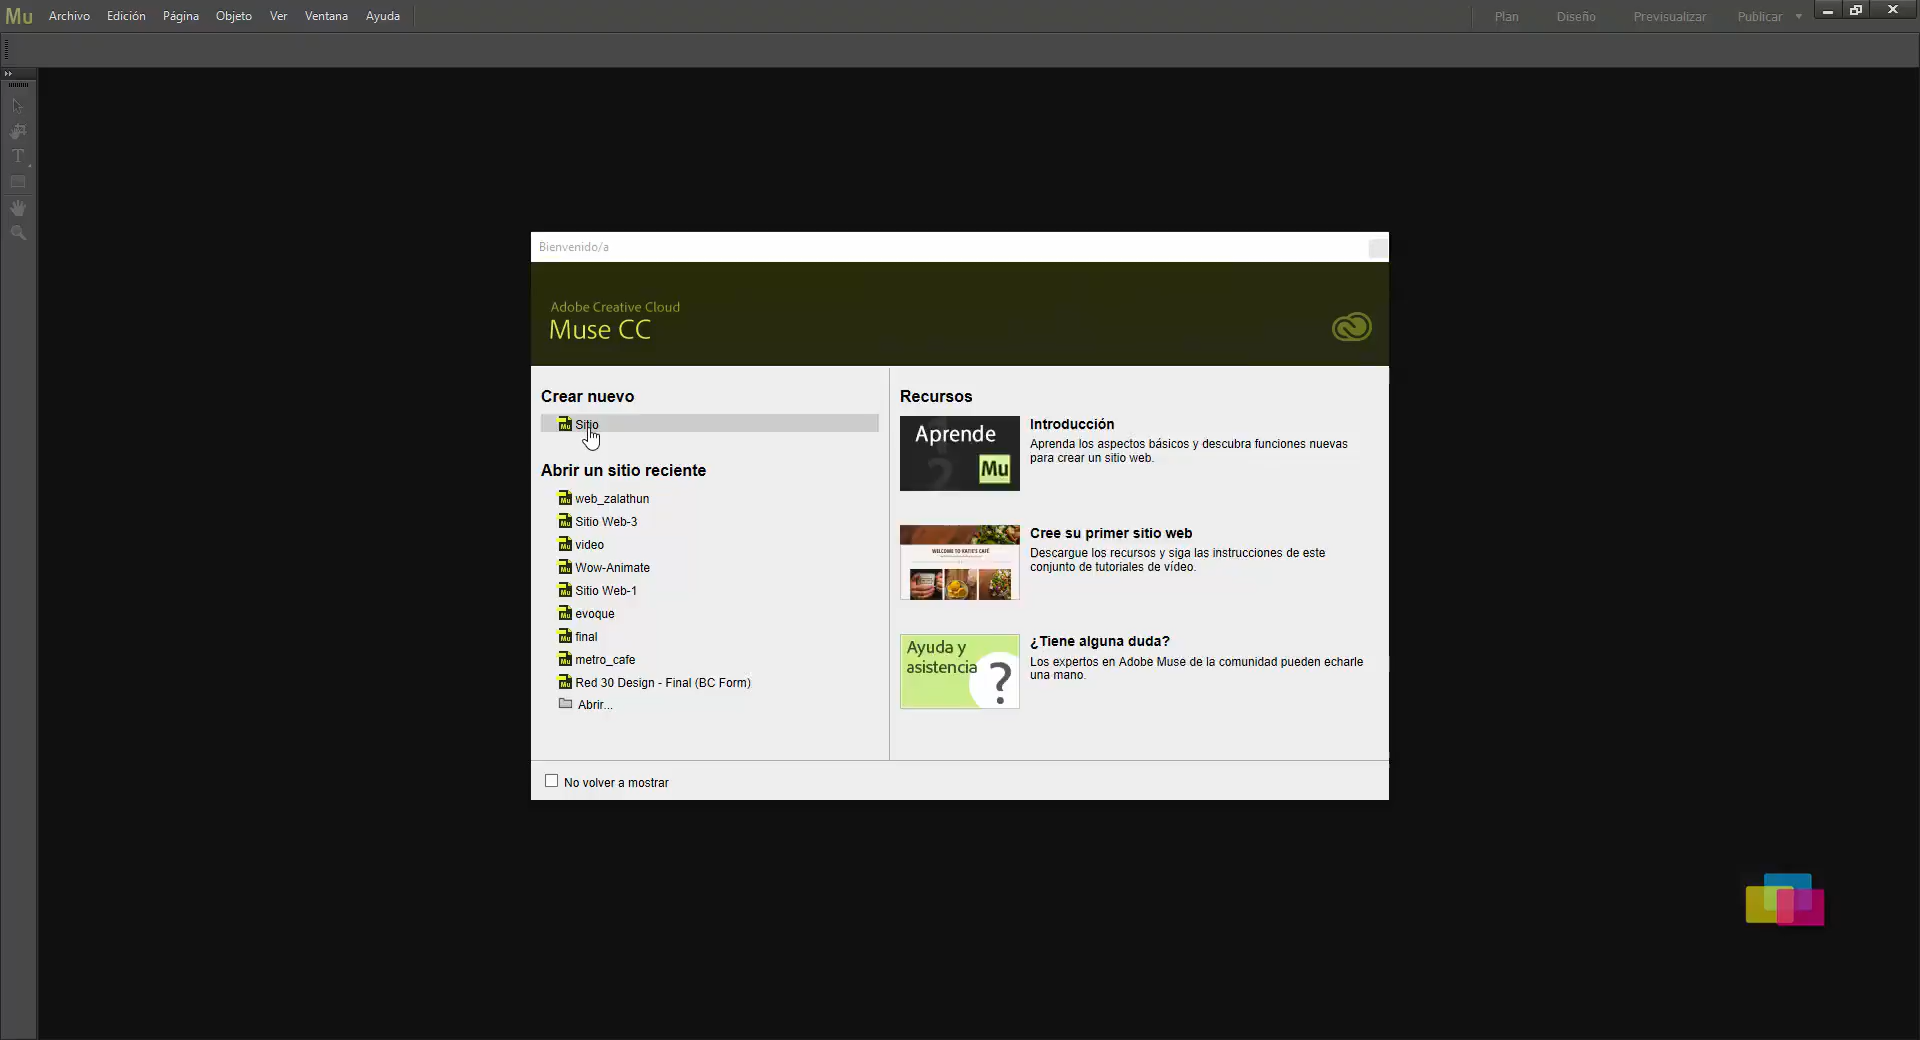 Mu Archivo Edición Página Objeto Ver Ventana Ayuda Plan Diseño Previsualizar Publicar
Bienvenido/a
Adobe Creative Cloud
Muse CC
Crear nuevo
Sitio
Abrir un sitio reciente
web_zalathun
Sitio Web-3
video
Wow-Animate
Sitio Web-1
evoque
final
metro_cafe
Red 30 Design - Final (BC Form)
Abrir...
Recursos
Aprende
Mu
Introducción
Aprenda los aspectos básicos y descubra funciones nuevas
para crear un sitio web.
WELCOME TO KATIE'S CAFÉ
Cree su primer sitio web
Descargue los recursos y siga las instrucciones de este
conjunto de tutoriales de vídeo.
Ayuda y
asistencia
?
¿Tiene alguna duda?
Los expertos en Adobe Muse de la comunidad pueden echarle
una mano.
No volver a mostrar